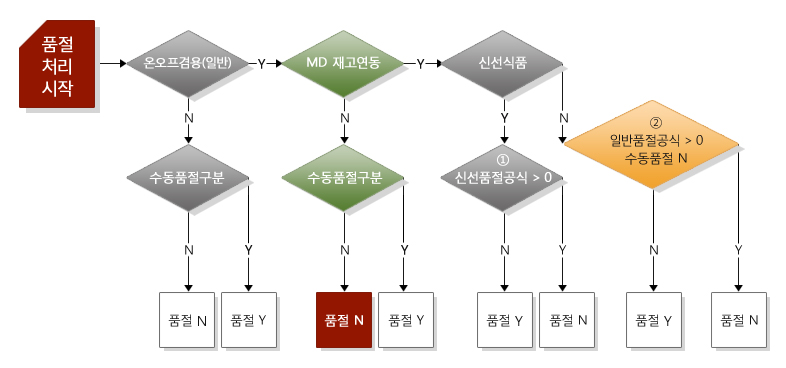 품절
처리
시작
온오프겸용(일반)
Y
MD 재고연동
Y
신선식품
N
N
Y
N
②
일반품절공식 > 0
수동품절 N
수동품절구분
수동품절구분
①
신선품절공식 > 0
N
Y
N
Y
N
Y
N
Y
품절 N
품절 Y
품절 N
품절 Y
품절 Y
품절 N
품절 Y
품절 N